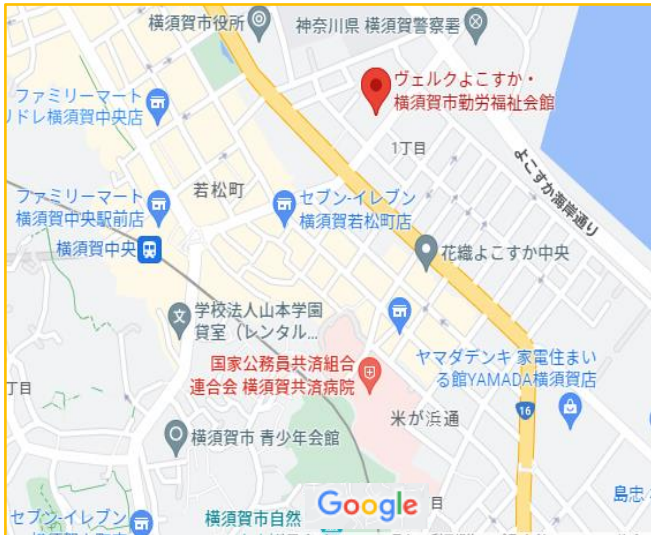 横須賀市役所
神奈川県 横須賀警察署
ヴェルクよこすか・
横須賀市勤労福祉会館
ファミリーマート
リドレ横須賀中央店
1丁目
よこすか海岸通り
若松町
ファミリーマート
横須賀中央駅前店
セブン-イレブン
横須賀若松町店
横須賀中央
花織よこすか中央
学校法人山本学園
貸室（レンタル...
国家公務員共済組合
連合会 横須賀共済病院
ヤマダデンキ 家電住まい
る館YAMADA横須賀店
丁目
米が浜通
16
横須賀市 青少年会館
島忠
Google
目
セブン-イレブン
横須賀市自然